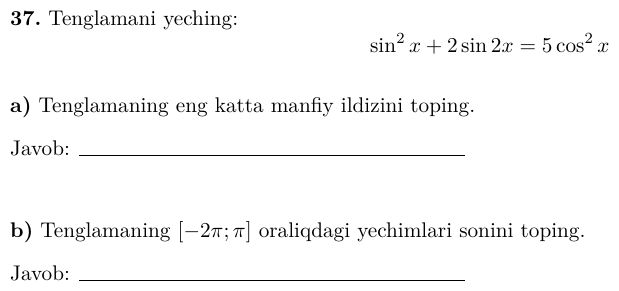 37. Tenglamani yeching:
sin² x + 2 sin 2x = 5 cos² x
a) Tenglamaning eng katta manfiy ildizini toping.
Javob:
b) Tenglamaning [−2π; π] oraliqdagi yechimlari sonini toping.
Javob: